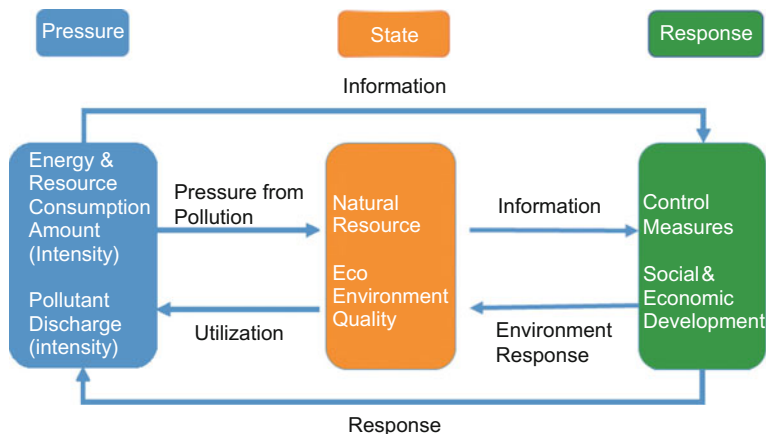 Pressure
State
Response
Information
Energy &
Resource
Consumption
Amount
(Intensity)
Pollutant
Discharge
(intensity)
Pressure from
Pollution
Utilization
Natural
Resource
Eco
Environment
Quality
Information
Environment
Response
Control
Measures
Social &
Economic
Development
Response